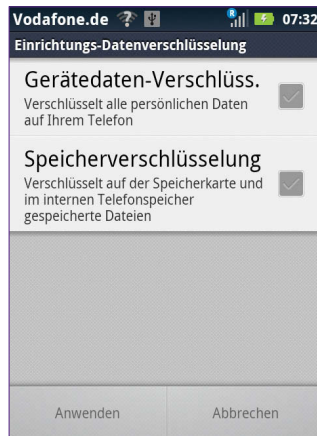 Vodafone.de R 07:32
Einrichtungs-Datenverschlüsselung
Gerätedaten-Verschlüss.
Verschlüsselt alle persönlichen Daten
auf Ihrem Telefon
Speicherverschlüsselung
Verschlüsselt auf der Speicherkarte und
im internen Telefonspeicher
gespeicherte Dateien
Anwenden Abbrechen